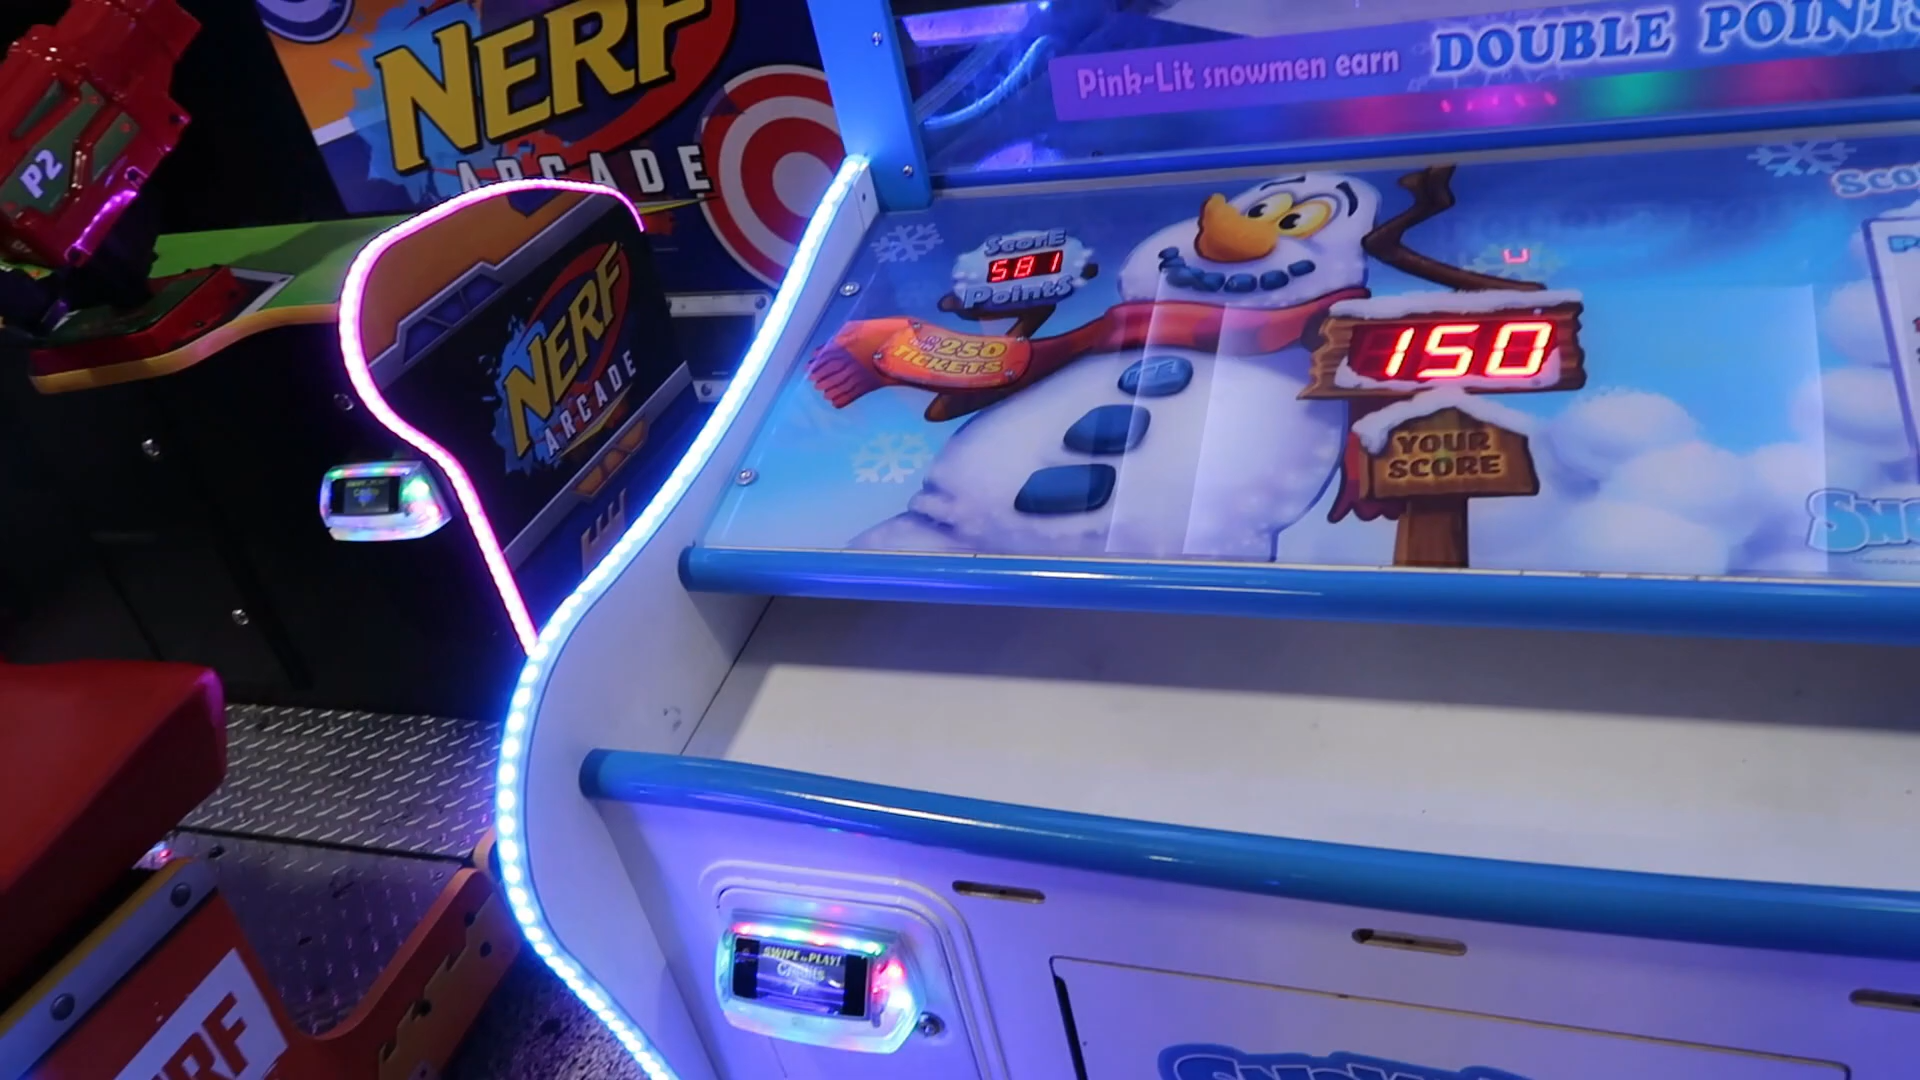 NERF
ARCADE
P2
Pink-Lit snowmen earn
DOUBLE POINTS
SCORE
581
Points
250
TICKETS
ICE
150
YOUR
SCORE
NERF
ARCADE
SWIPE to PLAY!
Credits